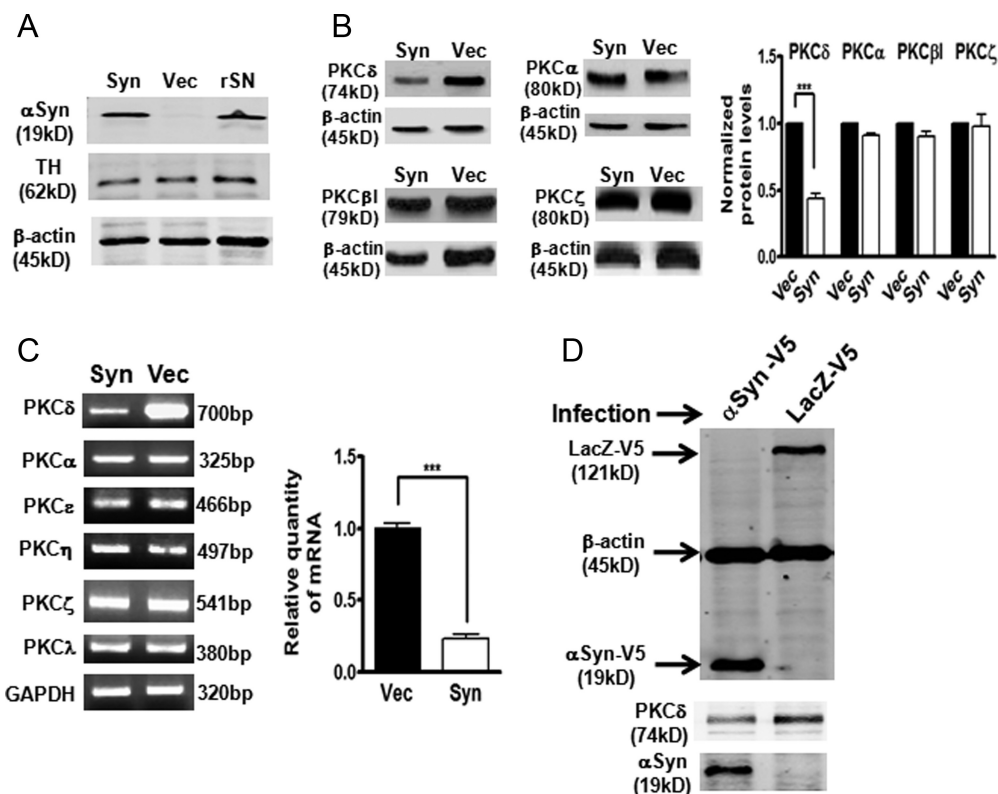 A
Syn Vec rSN
αSyn
(19kD)
TH
(62kD)
β-actin
(45kD)
B
Syn Vec
PKCδ
(74kD)
β-actin
(45kD)
Syn Vec
PKCα
(80kD)
β-actin
(45kD)
Syn Vec
PKCβI
(79kD)
β-actin
(45kD)
Syn Vec
PKCζ
(80kD)
β-actin
(45kD)
Normalized
protein levels
1.5
1.0
0.5
0.0
PKCδ PKCα PKCβI PKCζ
***
Vec Syn Vec Syn Vec Syn Vec Syn
C
Syn Vec
PKCδ 700bp
PKCα 325bp
PKCε 466bp
PKCη 497bp
PKCζ 541bp
PKCλ 380bp
GAPDH 320bp
Relative quantity
of mRNA
1.5
1.0
0.5
0.0
***
Vec Syn
D
αSyn-V5 LacZ-V5
Infection
LacZ-V5
(121kD)
β-actin
(45kD)
αSyn-V5
(19kD)
PKCδ
(74kD)
αSyn
(19kD)